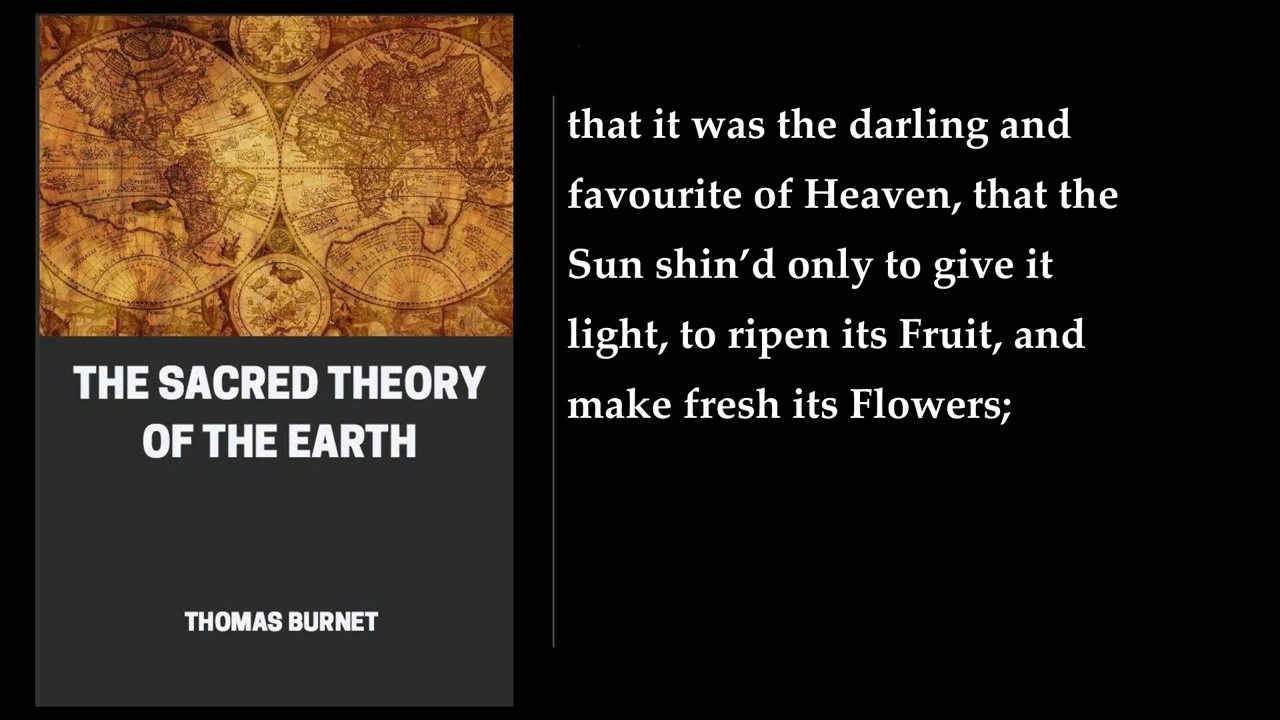 THE SACRED THEORY
OF THE EARTH
THOMAS BURNET
that it was the darling and
favourite of Heaven, that the
Sun shin’d only to give it
light, to ripen its Fruit, and
make fresh its Flowers;